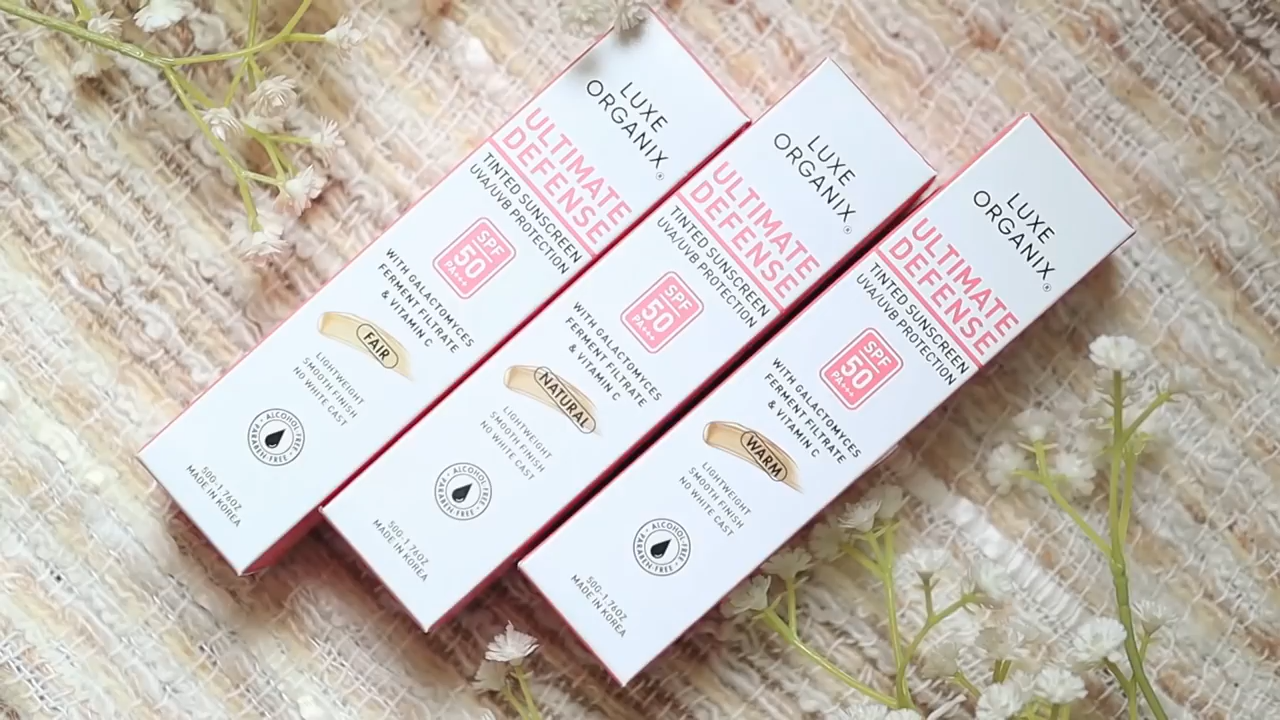 LUXE
ORGANIX®
ULTIMATE
DEFENSE
TINTED SUNSCREEN
UVA/UVB PROTECTION
SPF
50
PA+++
WITH GALACTOMYCES
FERMENT FILTRATE
& VITAMIN C
FAIR
LIGHTWEIGHT
SMOOTH FINISH
NO WHITE CAST
• ALCOHOL-FREE •
PARABEN-FREE
50G-1.76OZ
MADE IN KOREA
LUXE
ORGANIX®
ULTIMATE
DEFENSE
TINTED SUNSCREEN
UVA/UVB PROTECTION
SPF
50
PA+++
WITH GALACTOMYCES
FERMENT FILTRATE
& VITAMIN C
NATURAL
LIGHTWEIGHT
SMOOTH FINISH
NO WHITE CAST
• ALCOHOL-FREE •
PARABEN-FREE
50G-1.76OZ
MADE IN KOREA
LUXE
ORGANIX®
ULTIMATE
DEFENSE
TINTED SUNSCREEN
UVA/UVB PROTECTION
SPF
50
PA+++
WITH GALACTOMYCES
FERMENT FILTRATE
& VITAMIN C
WARM
LIGHTWEIGHT
SMOOTH FINISH
NO WHITE CAST
• ALCOHOL-FREE •
PARABEN-FREE
50G-1.76OZ
MADE IN KOREA